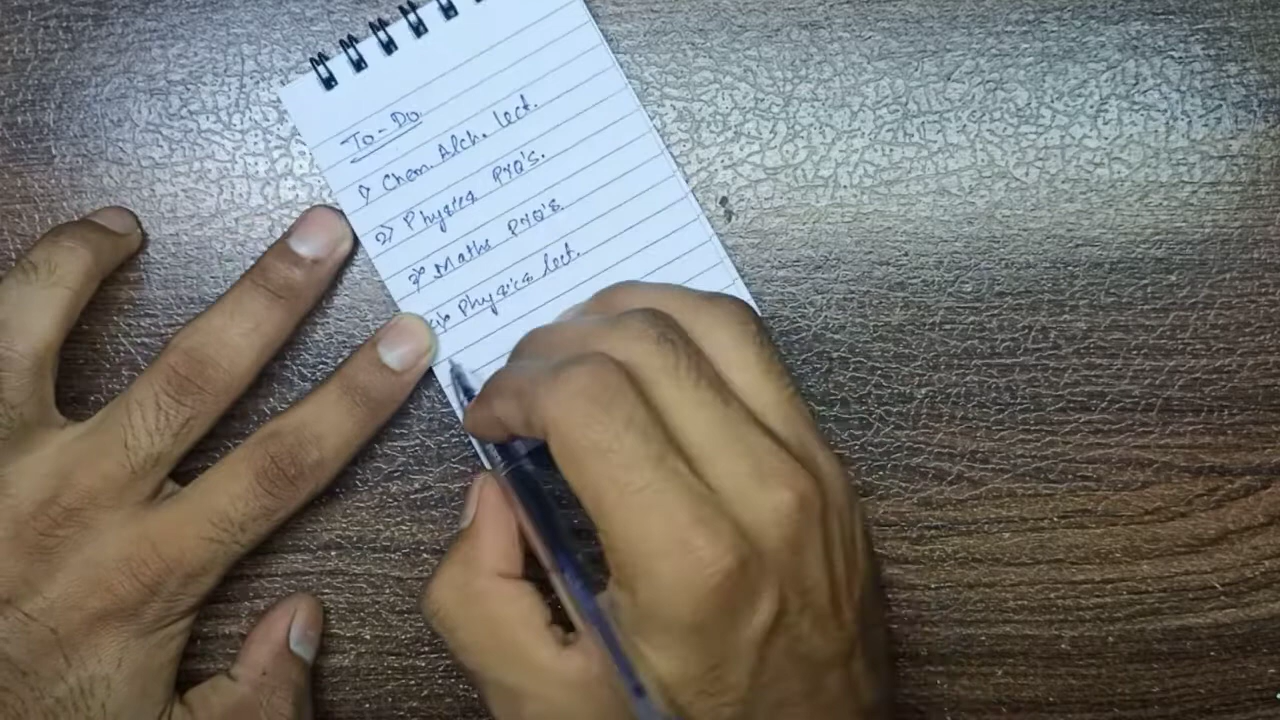 To-Do
1) Chem. Alch. lect.
2) Physics PYQ's.
3) Maths PYQ's.
4) Physics lect.